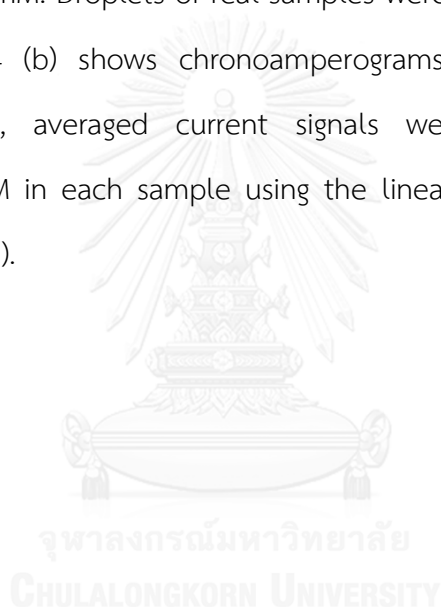 mM. Droplets of real samples were
(b) shows chronoamperograms
, averaged current signals we
M in each sample using the linea
).
จุฬาลงกรณ์มหาวิทยาลัย
CHULALONGKORN UNIVERSITY